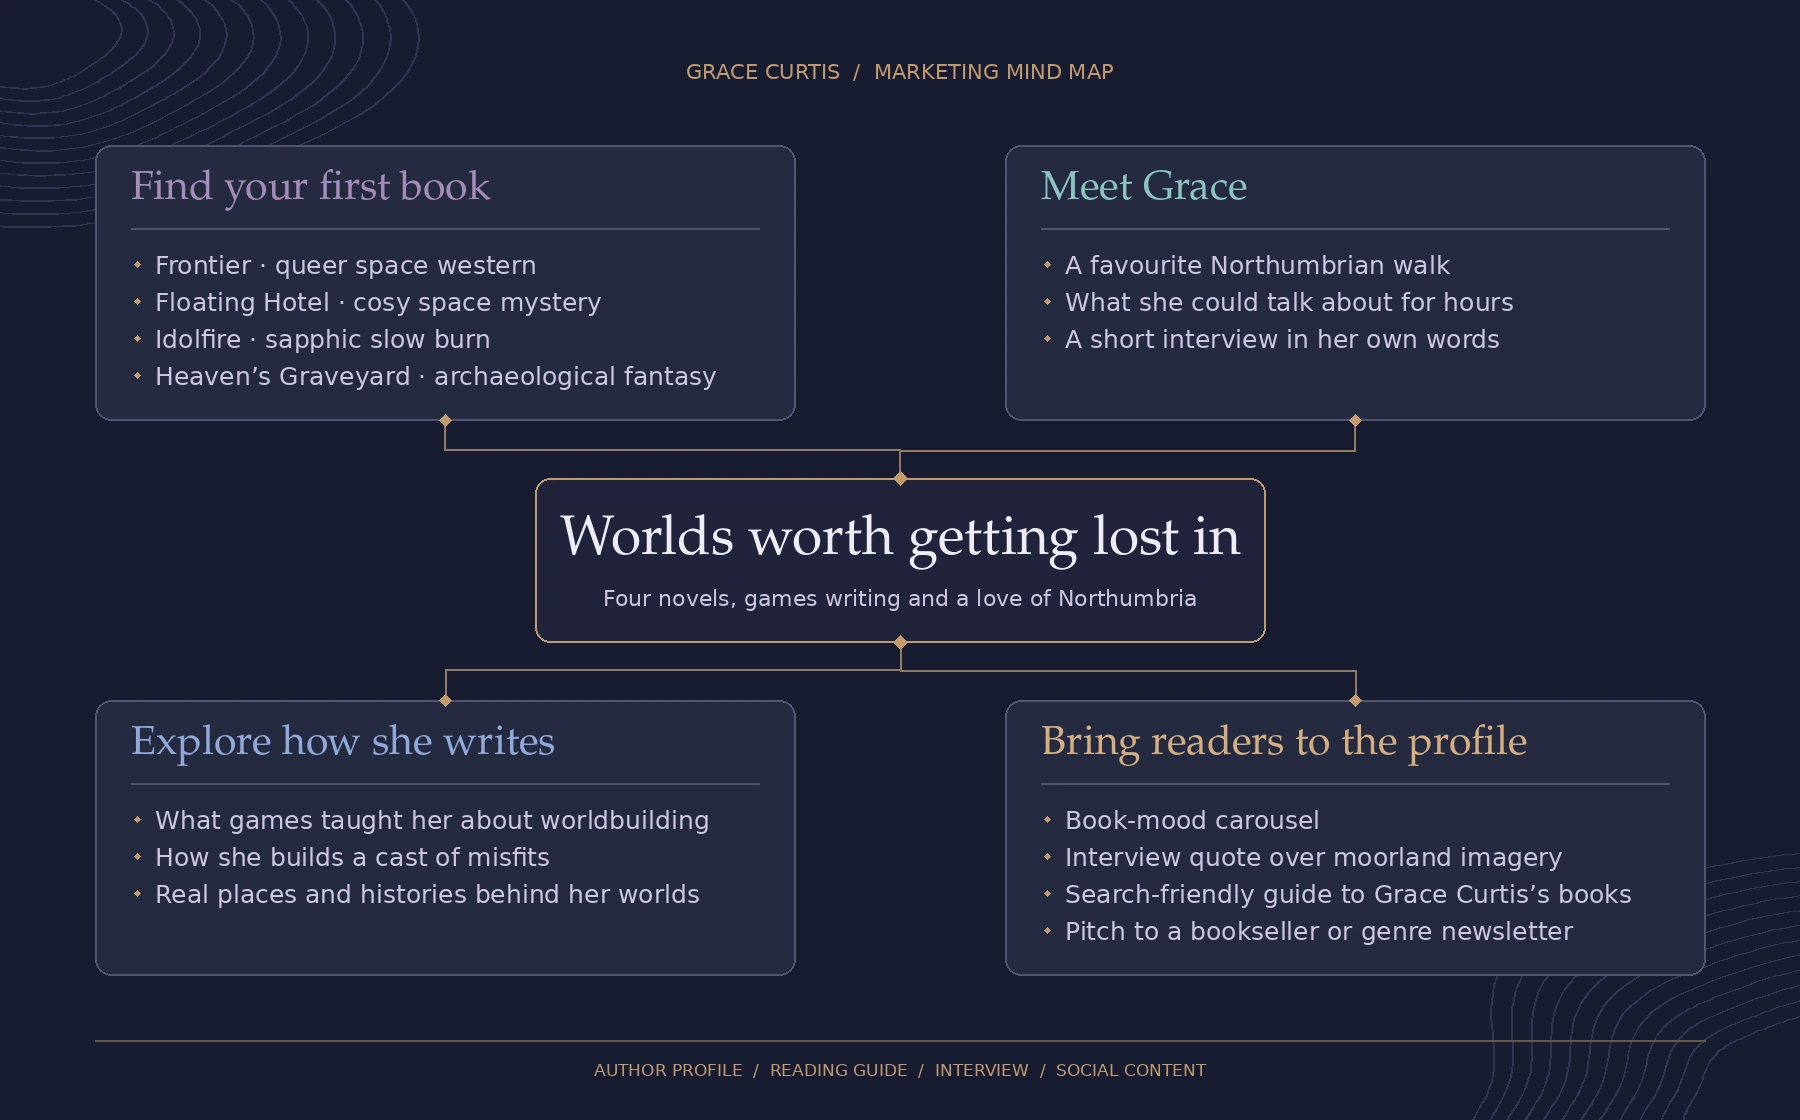 GRACE CURTIS / MARKETING MIND MAP
Find your first book
Frontier · queer space western
Floating Hotel · cosy space mystery
Idolfire · sapphic slow burn
Heaven’s Graveyard · archaeological fantasy
Meet Grace
A favourite Northumbrian walk
What she could talk about for hours
A short interview in her own words
Worlds worth getting lost in
Four novels, games writing and a love of Northumbria
Explore how she writes
What games taught her about worldbuilding
How she builds a cast of misfits
Real places and histories behind her worlds
Bring readers to the profile
Book-mood carousel
Interview quote over moorland imagery
Search-friendly guide to Grace Curtis’s books
Pitch to a bookseller or genre newsletter
AUTHOR PROFILE / READING GUIDE / INTERVIEW / SOCIAL CONTENT